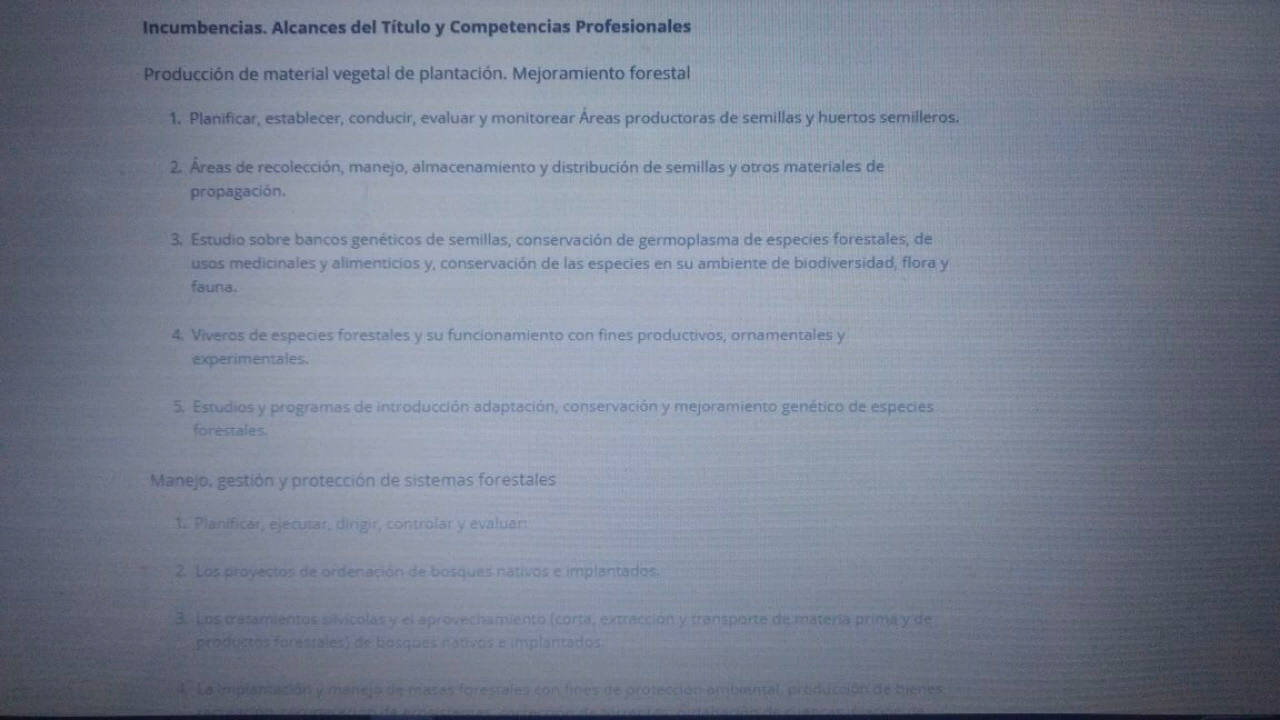 Incumbencias. Alcances del Título y Competencias Profesionales
Producción de material vegetal de plantación. Mejoramiento forestal
1. Planificar, establecer, conducir, evaluar y monitorear Áreas productoras de semillas y huertos semilleros.
2. Áreas de recolección, manejo, almacenamiento y distribución de semillas y otros materiales de
propagación.
3. Estudio sobre bancos genéticos de semillas, conservación de germoplasma de especies forestales, de
usos medicinales y alimenticios y, conservación de las especies en su ambiente de biodiversidad, flora y
fauna.
4. Viveros de especies forestales y su funcionamiento con fines productivos, ornamentales y
experimentales.
5. Estudios y programas de introducción adaptación, conservación y mejoramiento genético de especies
forestales.
Manejo, gestión y protección de sistemas forestales
1. Planificar, ejecutar, dirigir, controlar y evaluar:
2. Los proyectos de ordenación de bosques nativos e implantados.
3. Los tratamientos silvícolas y el aprovechamiento (corta, extracción y transporte de materia prima y de
productos forestales) de bosques nativos e implantados.
4. La implantación y manejo de masas forestales con fines de protección ambiental, producción de bienes,